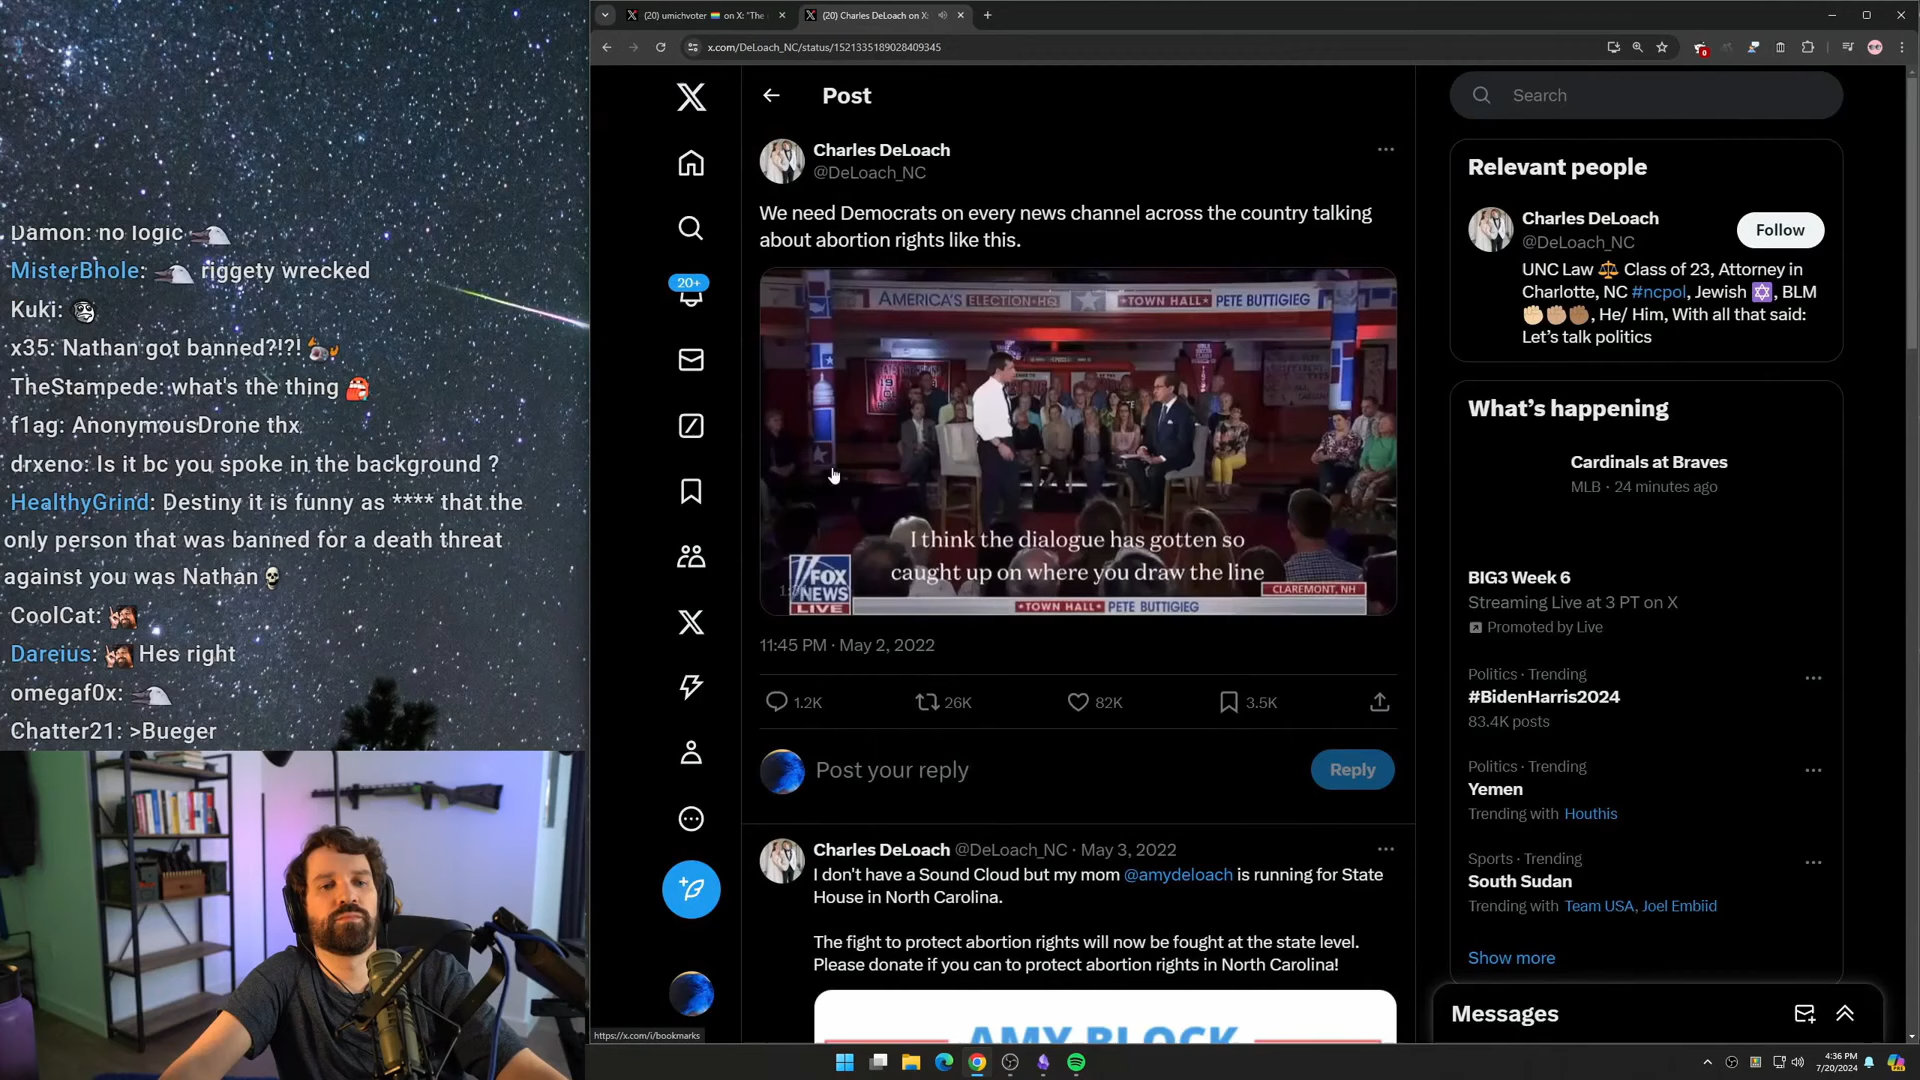 (20) umichvoter on X: "The
(20) Charles DeLoach on X:
x.com/DeLoach_NC/status/1521335189028409345
Damon: no logic
MisterBhole: riggety wrecked
Kuki:
x35: Nathan got banned?!?!
TheStampede: what's the thing
f1ag: AnonymousDrone thx
drxeno: Is it bc you spoke in the background ?
HealthyGrind: Destiny it is funny as **** that the
only person that was banned for a death threat
against you was Nathan
CoolCat:
Dareius: Hes right
omegaf0x:
Chatter21: >Bueger
20+
Post
Charles DeLoach
@DeLoach_NC
We need Democrats on every news channel across the country talking
about abortion rights like this.
AMERICA'S ELECTION HQ
TOWN HALL PETE BUTTIGIEG
I think the dialogue has gotten so
caught up on where you draw the line
FOX
NEWS
LIVE
CLAREMONT, NH
TOWN HALL PETE BUTTIGIEG
11:45 PM · May 2, 2022
1.2K
26K
82K
3.5K
Post your reply
Reply
Charles DeLoach @DeLoach_NC · May 3, 2022
I don't have a Sound Cloud but my mom @amydeloach is running for State
House in North Carolina.
The fight to protect abortion rights will now be fought at the state level.
Please donate if you can to protect abortion rights in North Carolina!
AMY BLOCK
Search
Relevant people
Charles DeLoach
@DeLoach_NC
Follow
UNC Law Class of 23, Attorney in
Charlotte, NC #ncpol, Jewish, BLM
, He/ Him, With all that said:
Let's talk politics
What's happening
Cardinals at Braves
MLB · 24 minutes ago
BIG3 Week 6
Streaming Live at 3 PT on X
Promoted by Live
Politics · Trending
#BidenHarris2024
83.4K posts
Politics · Trending
Yemen
Trending with Houthis
Sports · Trending
South Sudan
Trending with Team USA, Joel Embiid
Show more
Messages
https://x.com/i/bookmarks
4:36 PM
7/20/2024